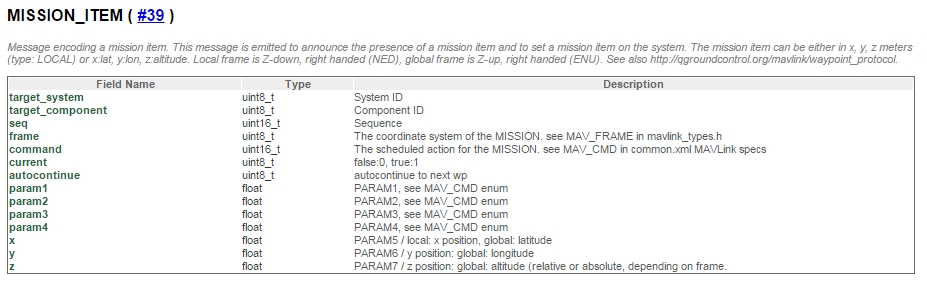 MISSION_ITEM ( #39 )
Message encoding a mission item. This message is emitted to announce the presence of a mission item and to set a mission item on the system. The mission item can be either in x, y, z meters
(type: LOCAL) or x:lat, y:lon, z:altitude. Local frame is Z-down, right handed (NED), global frame is Z-up, right handed (ENU). See also http://qgroundcontrol.org/mavlink/waypoint_protocol.
Field Name Type Description
target_system uint8_t System ID
target_component uint8_t Component ID
seq uint16_t Sequence
frame uint8_t The coordinate system of the MISSION. see MAV_FRAME in mavlink_types.h
command uint16_t The scheduled action for the MISSION. see MAV_CMD in common.xml MAVLink specs
current uint8_t false:0, true:1
autocontinue uint8_t autocontinue to next wp
param1 float PARAM1, see MAV_CMD enum
param2 float PARAM2, see MAV_CMD enum
param3 float PARAM3, see MAV_CMD enum
param4 float PARAM4, see MAV_CMD enum
x float PARAM5 / local: x position, global: latitude
y float PARAM6 / y position: global: longitude
z float PARAM7 / z position: global: altitude (relative or absolute, depending on frame.